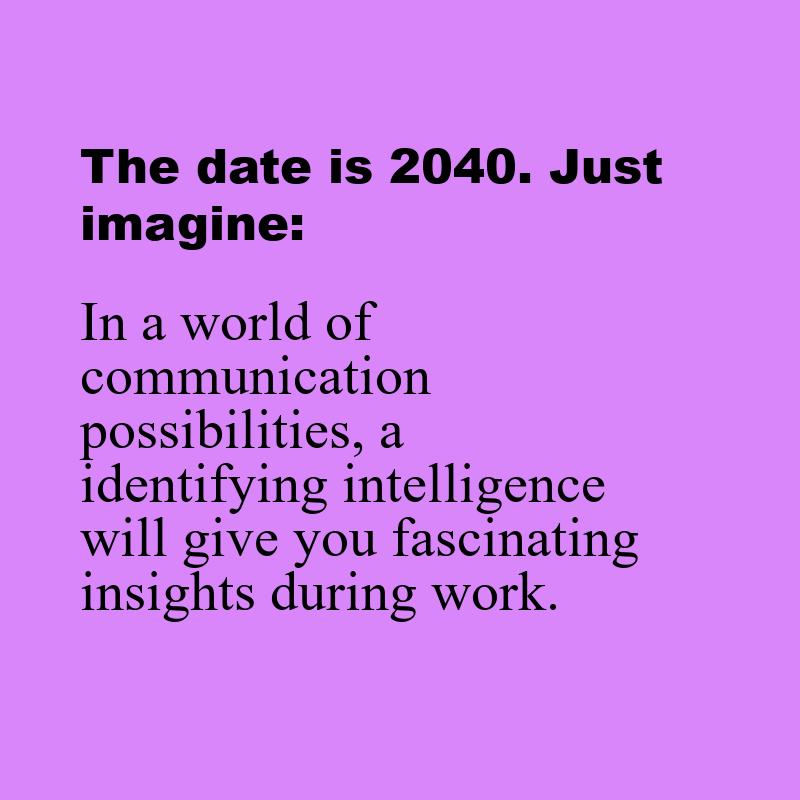 The date is 2040. Just
imagine:
In a world of
communication
possibilities, a
identifying intelligence
will give you fascinating
insights during work.